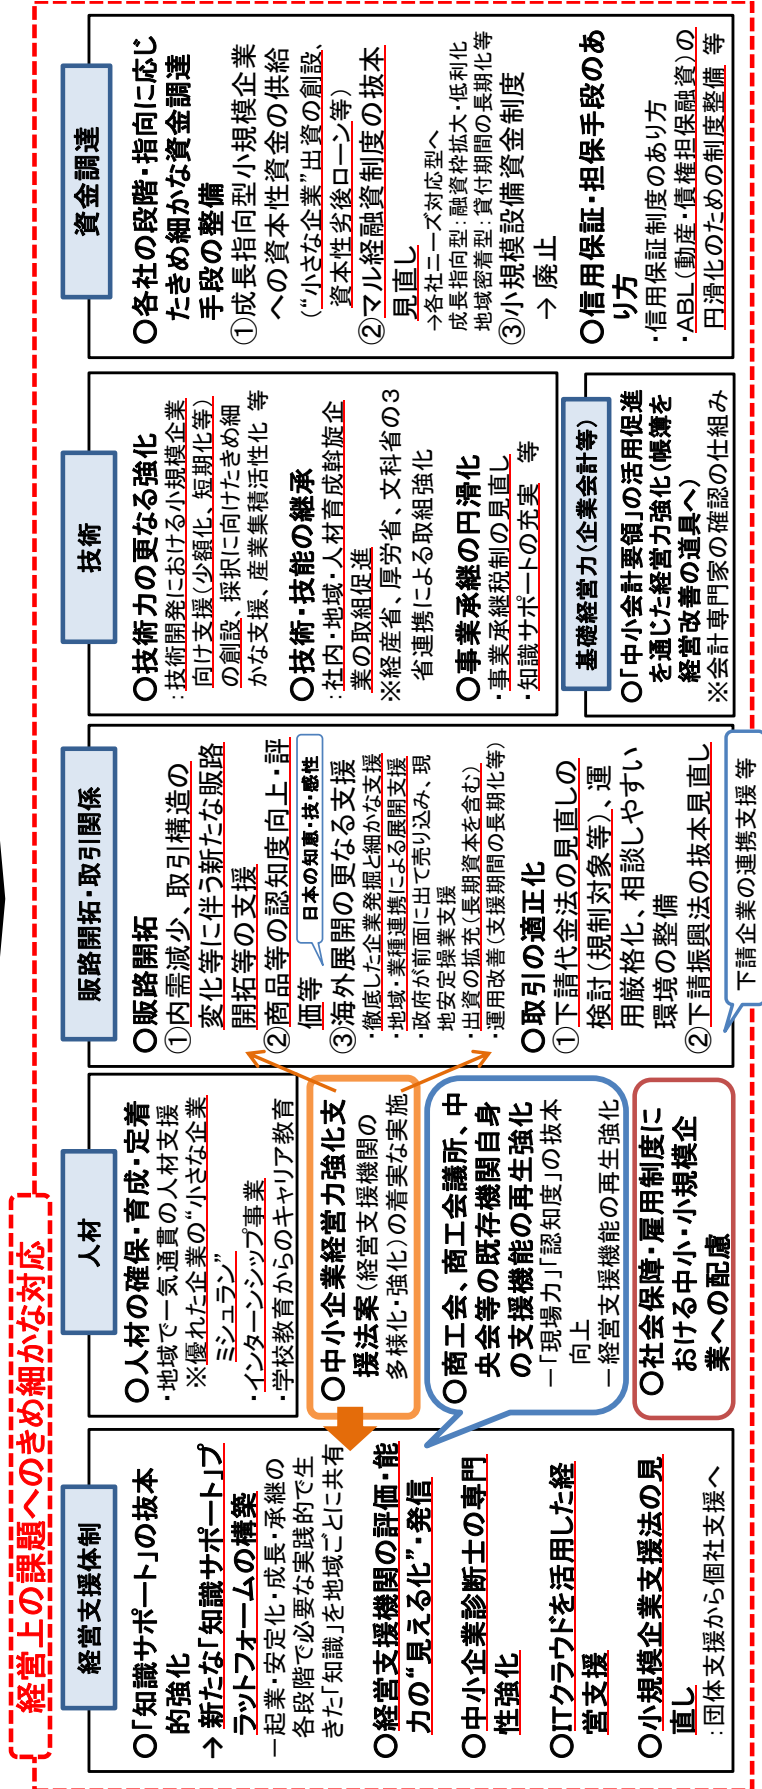 経営上の課題へのきめ細かな対応
経営支援体制
○「知識サポート」の抜本
的強化
→新たな「知識サポート」プ
ラットフォームの構築
－起業・安定化・成長・承継の
各段階で必要な実践的で生
きた「知識」を地域ごとに共有
○経営支援機関の評価・能
力の“見える化”・発信
○中小企業診断士の専門
性強化
○ITクラウドを活用した経
営支援
○小規模企業支援法の見
直し
：団体支援から個社支援へ
人材
○人材の確保・育成・定着
・地域で一気通貫の人材支援
※優れた企業の“小さな企業
ミシュラン”
・インターンシップ事業
・学校教育からのキャリア教育
○中小企業経営力強化支
援法案（経営支援機関の
多様化・強化）の着実な実施
○商工会、商工会議所、中
央会等の既存機関自身
の支援機能の再生強化
－「現場力」「認知度」の抜本
向上
－経営支援機能の再生強化
○社会保障・雇用制度に
おける中小・小規模企
業への配慮
販路開拓・取引関係
○販路開拓
①内需減少、取引構造の
変化等に伴う新たな販路
開拓等の支援
②商品等の認知度向上・評
価等
日本の知恵・技・感性
③海外展開の更なる支援
・徹底した企業発掘と細かな支援
・地域・業種連携による展開支援
・政府が前面に出て売り込み、現
地安定操業支援
・出資の拡充（長期資本を含む）
・運用改善（支援期間の長期化等）
○取引の適正化
①下請代金法の見直しの
検討（規制対象等）、運
用厳格化、相談しやすい
環境の整備
②下請振興法の抜本見直し
下請企業の連携支援等
技術
○技術力の更なる強化
：技術開発における小規模企業
向け支援（少額化、短期化等）
の創設、採択に向けたきめ細
かな支援、産業集積活性化 等
○技術・技能の継承
：社内・地域・人材育成斡旋企
業の取組促進
※経産省、厚労省、文科省の３
省連携による取組強化
○事業承継の円滑化
・事業承継税制の見直し
・知識サポートの充実 等
基礎経営力（企業会計等）
○「中小会計要領」の活用促進
を通じた経営力強化（帳簿を
経営改善の道具へ）
※会計専門家の確認の仕組み
資金調達
○各社の段階・指向に応じ
たきめ細かな資金調達
手段の整備
①成長指向型小規模企業
への資本性資金の供給
（“小さな企業”出資の創設、
資本性劣後ローン等）
②マル経融資制度の抜本
見直し
→各社ニーズ対応型へ
成長指向型：融資枠拡大・低利化
地域密着型：貸付期間の長期化等
③小規模設備資金制度
→ 廃止
○信用保証・担保手段のあ
り方
・信用保証制度のあり方
・ABL（動産・債権担保融資）の
円滑化のための制度整備 等